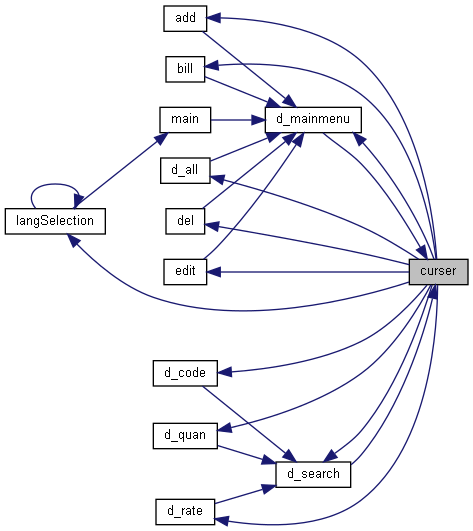 add
bill
main
d_mainmenu
d_all
langSelection
del
edit
curser
d_code
d_quan
d_search
d_rate